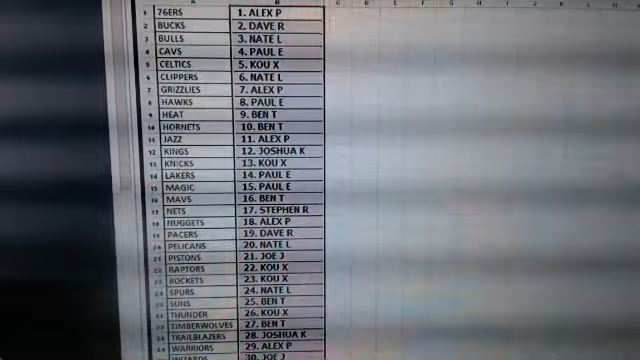 1 76ERS 1. ALEX P
2 BUCKS 2. DAVE R
3 BULLS 3. NATE L
4 CAVS 4. PAUL E
5 CELTICS 5. KOU X
6 CLIPPERS 6. NATE L
7 GRIZZLIES 7. ALEX P
8 HAWKS 8. PAUL E
9 HEAT 9. BEN T
10 HORNETS 10. BEN T
11 JAZZ 11. ALEX P
12 KINGS 12. JOSHUA K
13 KNICKS 13. KOU X
14 LAKERS 14. PAUL E
15 MAGIC 15. PAUL E
16 MAVS 16. BEN T
17 NETS 17. STEPHEN R
18 NUGGETS 18. ALEX P
19 PACERS 19. DAVE R
20 PELICANS 20. NATE L
21 PISTONS 21. JOE J
22 RAPTORS 22. KOU X
23 ROCKETS 23. KOU X
24 SPURS 24. NATE L
25 SUNS 25. BEN T
26 THUNDER 26. KOU X
27 TIMBERWOLVES 27. BEN T
28 TRAILBLAZERS 28. JOSHUA K
29 WARRIORS 29. ALEX P
WIZARDS 30. JOE J